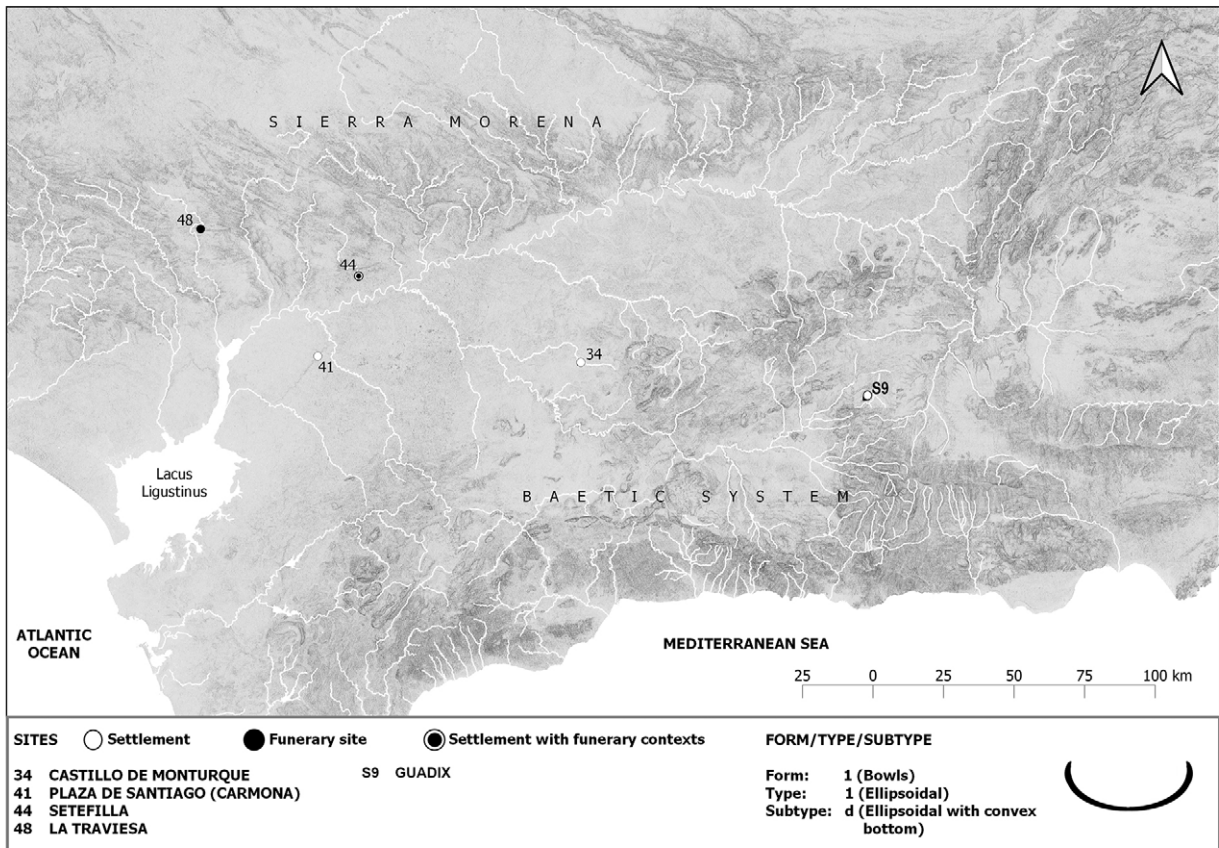 SIERRA MORENA
48
44
41
34
S9
Lacus
Ligustinus
BAETIC SYSTEM
ATLANTIC
OCEAN
MEDITERRANEAN SEA
25 0 25 50 75 100 km
SITES Settlement Funerary site Settlement with funerary contexts
34 CASTILLO DE MONTURQUE
41 PLAZA DE SANTIAGO (CARMONA)
44 SETEFILLA
48 LA TRAVIESA
S9 GUADIX
FORM/TYPE/SUBTYPE
Form: 1 (Bowls)
Type: 1 (Ellipsoidal)
Subtype: d (Ellipsoidal with convex
bottom)